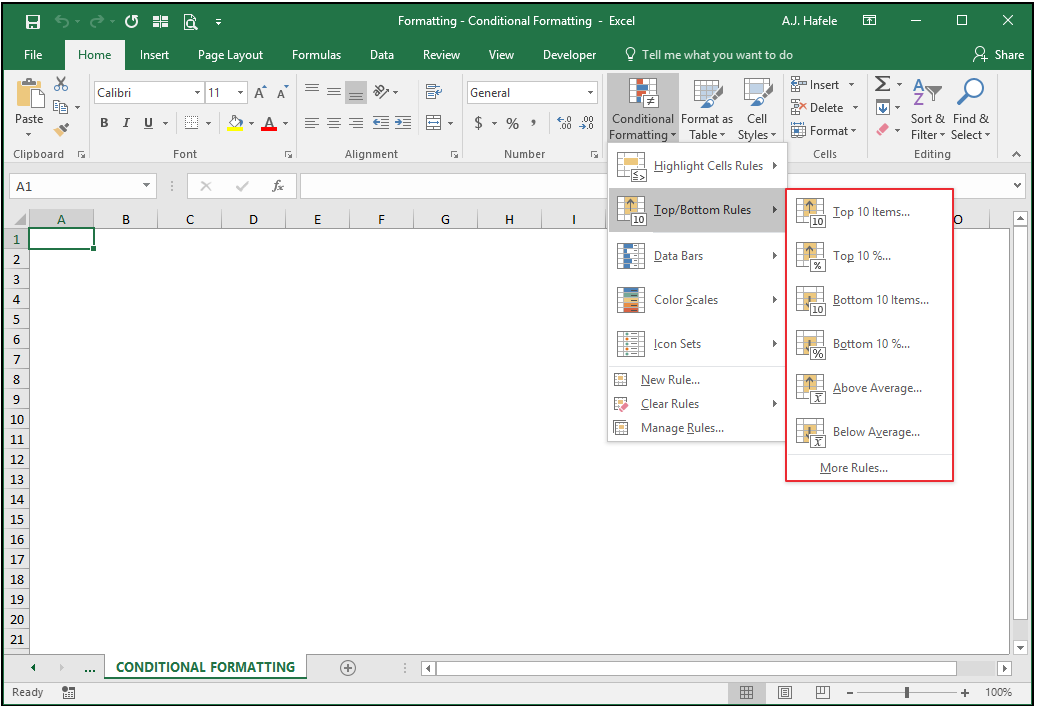 Formatting - Conditional Formatting - Excel
A.J. Hafele
File Home Insert Page Layout Formulas Data Review View Developer Tell me what you want to do Share
Paste
Calibri 11
B I U A
General
$ % ,
Conditional Formatting
Format as Table
Cell Styles
Insert
Delete
Format
Sort & Filter
Find & Select
Clipboard Font Alignment Number Cells Editing
A1 fx
A B C D E F G H I O
Highlight Cells Rules
Top/Bottom Rules
Data Bars
Color Scales
Icon Sets
New Rule...
Clear Rules
Manage Rules...
Top 10 Items...
Top 10 %...
Bottom 10 Items...
Bottom 10 %...
Above Average...
Below Average...
More Rules...
1
2
3
4
5
6
7
8
9
10
11
12
13
14
15
16
17
18
19
20
21
... CONDITIONAL FORMATTING
Ready 100%